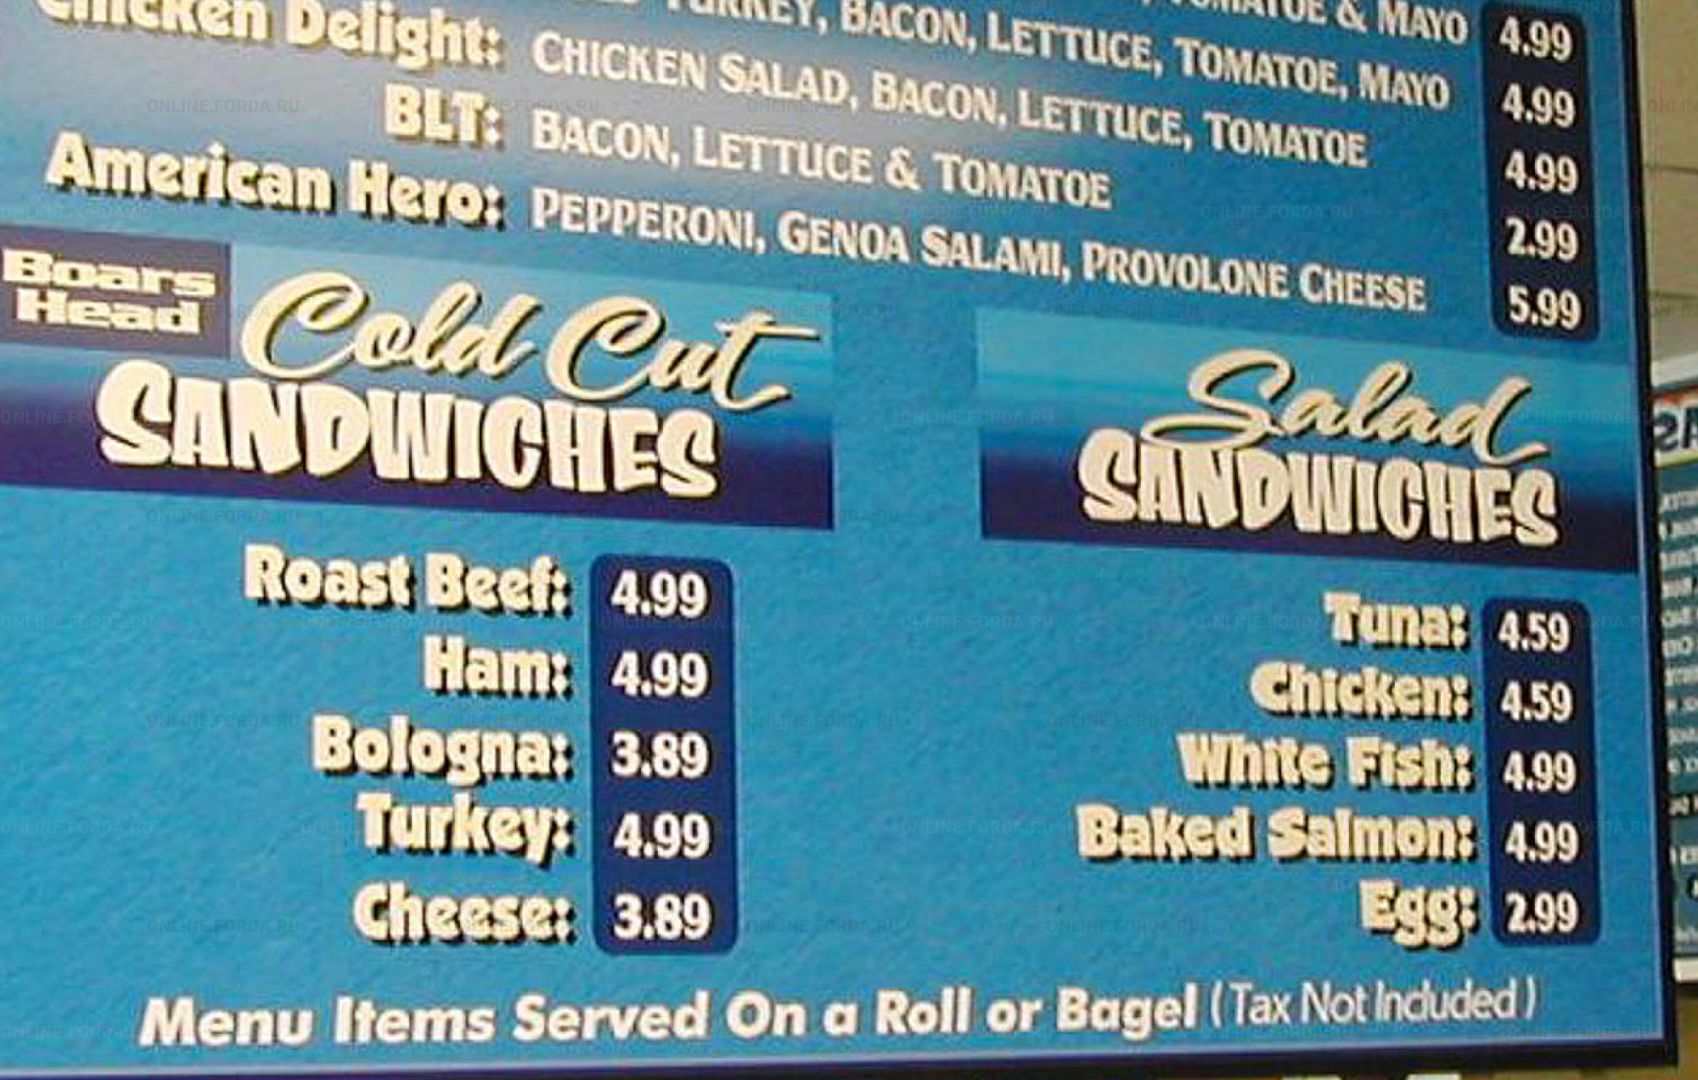 TOMATOE & MAYO 4.99
TURKEY, BACON, LETTUCE, TOMATOE, MAYO 4.99
Chicken Delight: CHICKEN SALAD, BACON, LETTUCE, TOMATOE 4.99
BLT: BACON, LETTUCE & TOMATOE 2.99
American Hero: PEPPERONI, GENOA SALAMI, PROVOLONE CHEESE 5.99
Boars
Head
Cold Cut
SANDWICHES
Roast Beef: 4.99
Ham: 4.99
Bologna: 3.89
Turkey: 4.99
Cheese: 3.89
Salad
SANDWICHES
Tuna: 4.59
Chicken: 4.59
White Fish: 4.99
Baked Salmon: 4.99
Egg: 2.99
Menu Items Served On a Roll or Bagel (Tax Not Included)
ONLINE.FORDA.RU